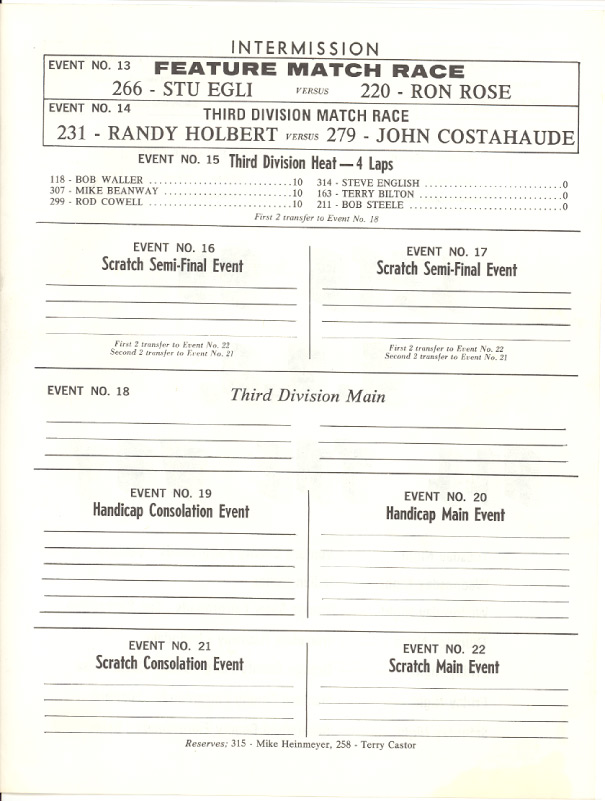 INTERMISSION
EVENT NO. 13 FEATURE MATCH RACE
266 - STU EGLI VERSUS 220 - RON ROSE
EVENT NO. 14 THIRD DIVISION MATCH RACE
231 - RANDY HOLBERT VERSUS 279 - JOHN COSTAHAUDE
EVENT NO. 15 Third Division Heat — 4 Laps
118 - BOB WALLER ..........................10
307 - MIKE BEANWAY ........................10
299 - ROD COWELL ..........................10
314 - STEVE ENGLISH ........................0
163 - TERRY BILTON .........................0
211 - BOB STEELE ...........................0
First 2 transfer to Event No. 18
EVENT NO. 16
Scratch Semi-Final Event
First 2 transfer to Event No. 22
Second 2 transfer to Event No. 21
EVENT NO. 17
Scratch Semi-Final Event
First 2 transfer to Event No. 22
Second 2 transfer to Event No. 21
EVENT NO. 18 Third Division Main
EVENT NO. 19
Handicap Consolation Event
EVENT NO. 20
Handicap Main Event
EVENT NO. 21
Scratch Consolation Event
EVENT NO. 22
Scratch Main Event
Reserves; 315 - Mike Heinmeyer, 258 - Terry Castor